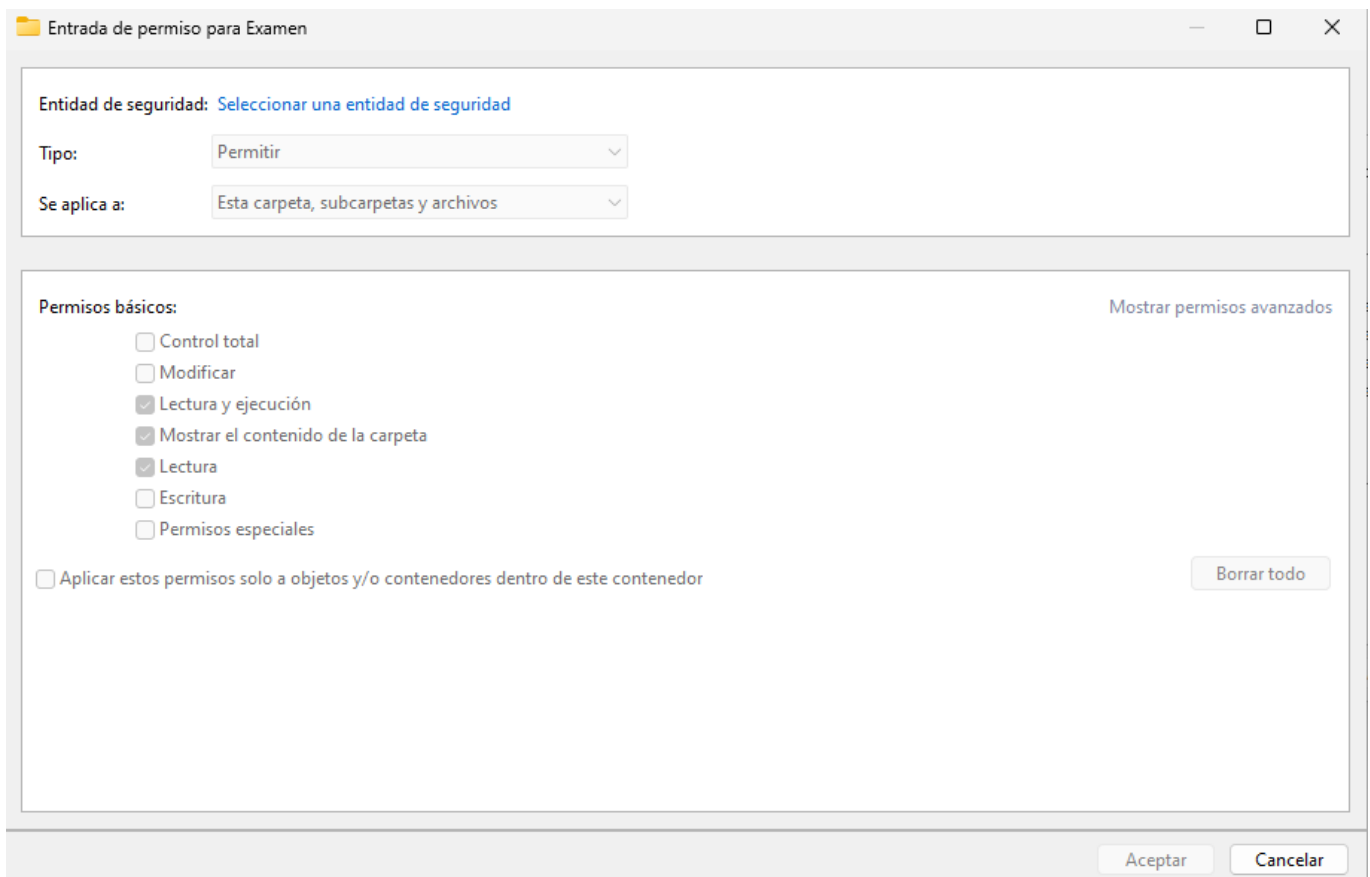 Entrada de permiso para Examen
Entidad de seguridad: Seleccionar una entidad de seguridad
Tipo: Permitir
Se aplica a: Esta carpeta, subcarpetas y archivos
Permisos básicos: Mostrar permisos avanzados
Control total
Modificar
Lectura y ejecución
Mostrar el contenido de la carpeta
Lectura
Escritura
Permisos especiales
Aplicar estos permisos solo a objetos y/o contenedores dentro de este contenedor Borrar todo
Aceptar Cancelar